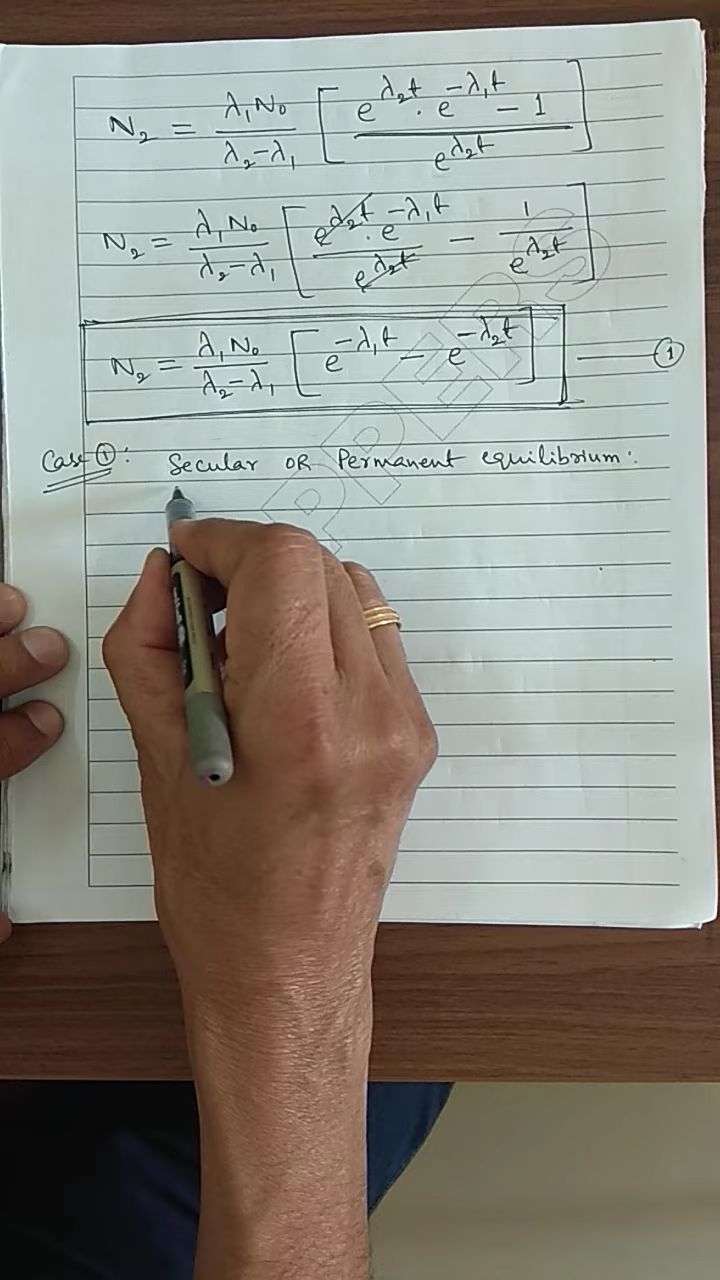 N₂ = λ₁N₀ / λ₂-λ₁ [ e^λ₂t · e^-λ₁t - 1 / e^λ₂t ]
N₂ = λ₁N₀ / λ₂-λ₁ [ e^λ₂t · e^-λ₁t / e^λ₂t - 1 / e^λ₂t ]
N₂ = λ₁N₀ / λ₂-λ₁ [ e^-λ₁t - e^-λ₂t ] — ①
Case ①: Secular OR Permanent equilibrium: